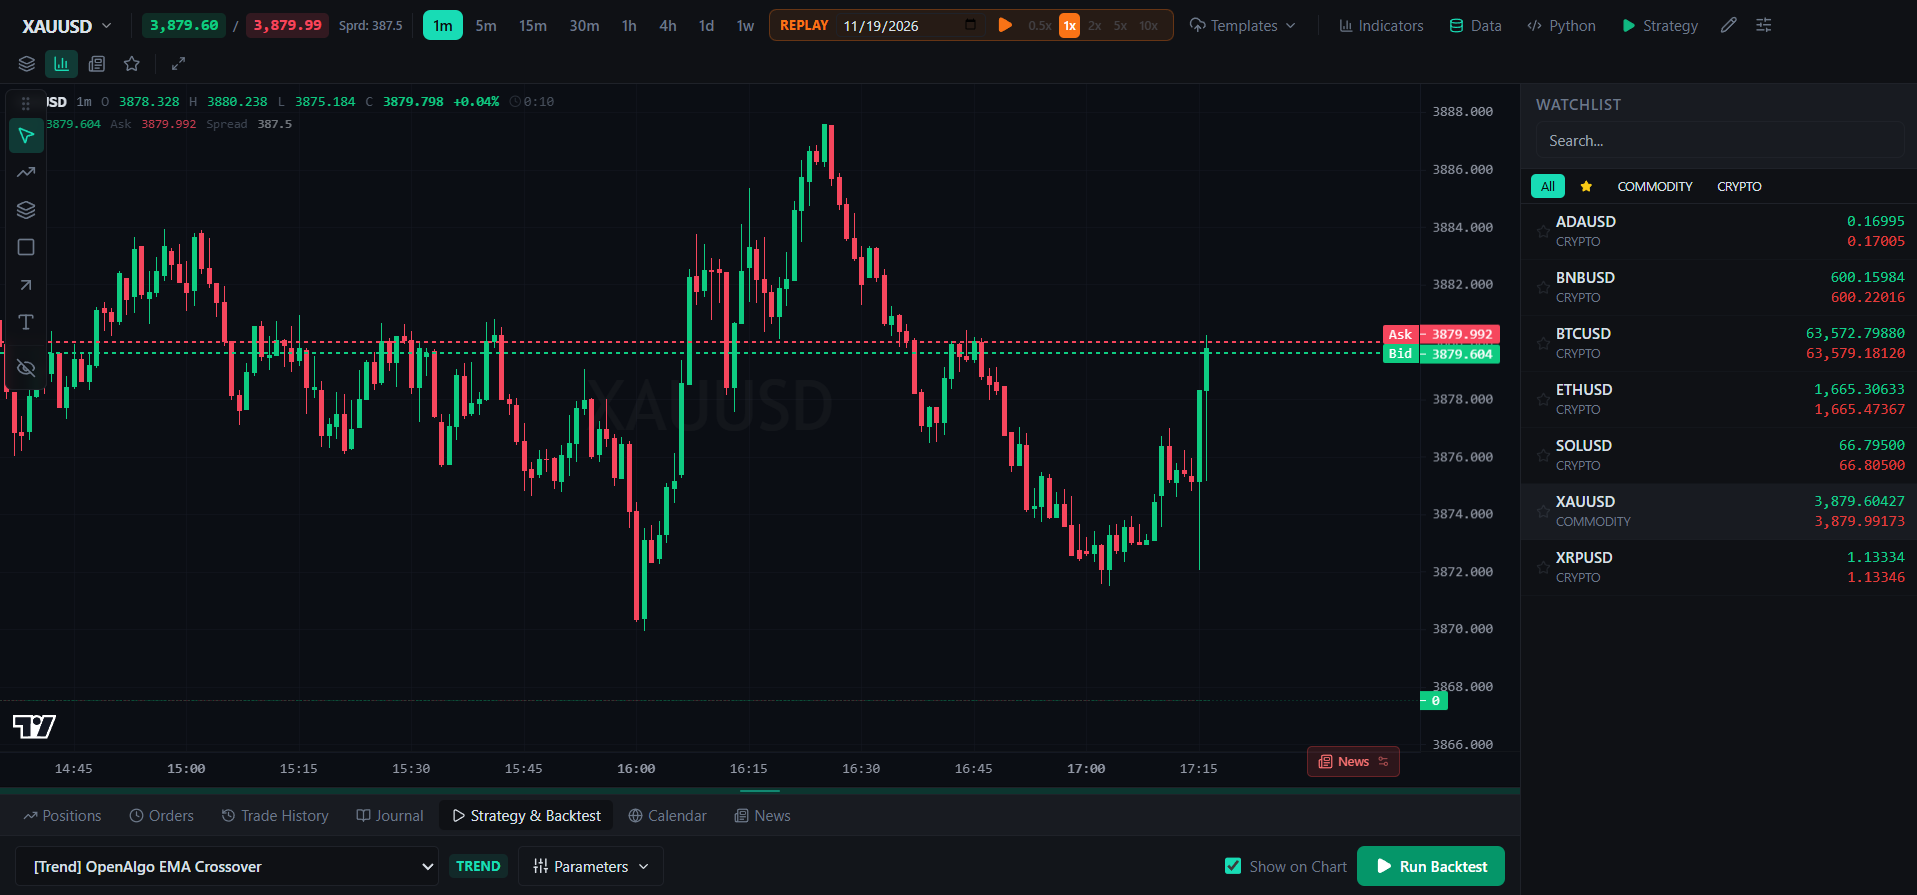 XAUUSD 3,879.60 / 3,879.99 Sprd: 387.5 1m 5m 15m 30m 1h 4h 1d 1w REPLAY 11/19/2026 0.5x 1x 2x 5x 10x Templates Indicators Data Python Strategy
USD 1m O 3878.328 H 3880.238 L 3875.184 C 3879.798 +0.04% 0:10
3879.604 Ask 3879.992 Spread 387.5
XAUUSD
3888.000
3886.000
3884.000
3882.000
Ask 3879.992
Bid 3879.604
3878.000
3876.000
3874.000
3872.000
3870.000
3868.000
0
3866.000
14:45 15:00 15:15 15:30 15:45 16:00 16:15 16:30 16:45 17:00 17:15
News
Positions Orders Trade History Journal Strategy & Backtest Calendar News
[Trend] OpenAlgo EMA Crossover TREND Parameters Show on Chart Run Backtest
WATCHLIST
Search...
All COMMODITY CRYPTO
ADAUSD 0.16995
CRYPTO 0.17005
BNBUSD 600.15984
CRYPTO 600.22016
BTCUSD 63,572.79880
CRYPTO 63,579.18120
ETHUSD 1,665.30633
CRYPTO 1,665.47367
SOLUSD 66.79500
CRYPTO 66.80500
XAUUSD 3,879.60427
COMMODITY 3,879.99173
XRPUSD 1.13334
CRYPTO 1.13346